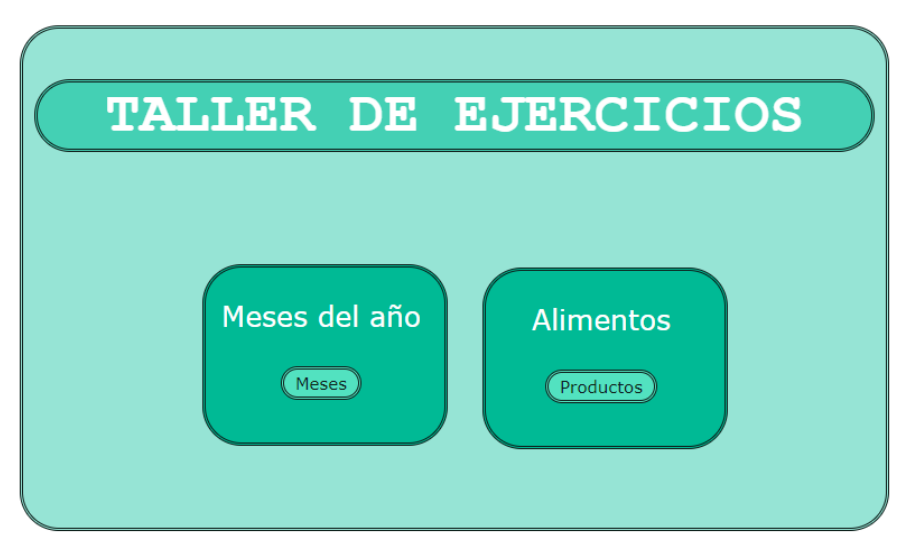 TALLER DE EJERCICIOS
Meses del año
Meses
Alimentos
Productos